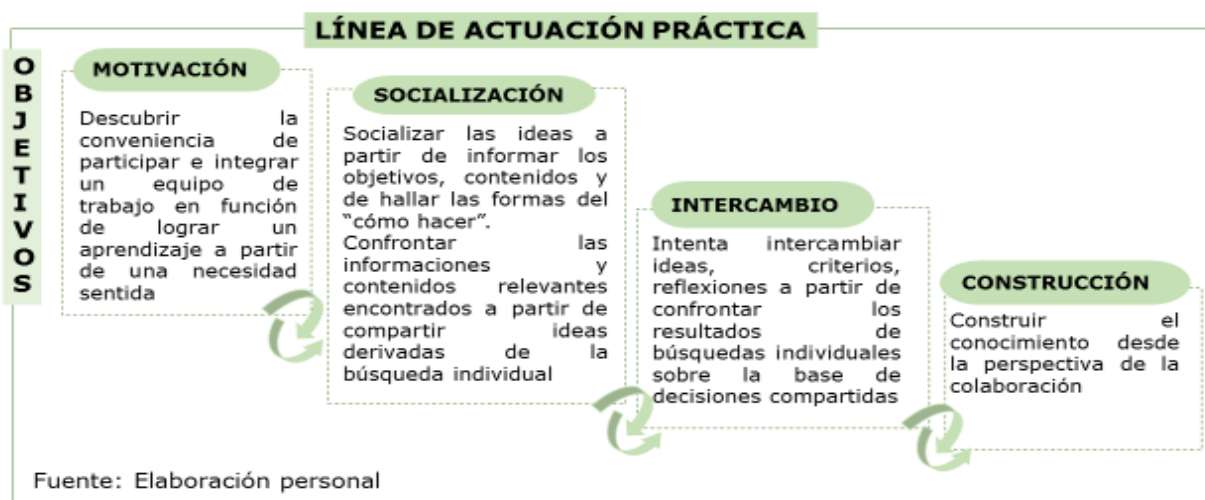 LÍNEA DE ACTUACIÓN PRÁCTICA
OBJETIVOS
MOTIVACIÓN
Descubrir la
conveniencia de
participar e integrar
un equipo de
trabajo en función
de lograr un
aprendizaje a partir
de una necesidad
sentida
SOCIALIZACIÓN
Socializar las ideas a
partir de informar los
objetivos, contenidos y
de hallar las formas del
“cómo hacer”.
Confrontar las
informaciones y
contenidos relevantes
encontrados a partir de
compartir ideas
derivadas de la
búsqueda individual
INTERCAMBIO
Intenta intercambiar
ideas, criterios,
reflexiones a partir de
confrontar los
resultados de
búsquedas individuales
sobre la base de
decisiones compartidas
CONSTRUCCIÓN
Construir el
conocimiento desde
la perspectiva de la
colaboración
Fuente: Elaboración personal